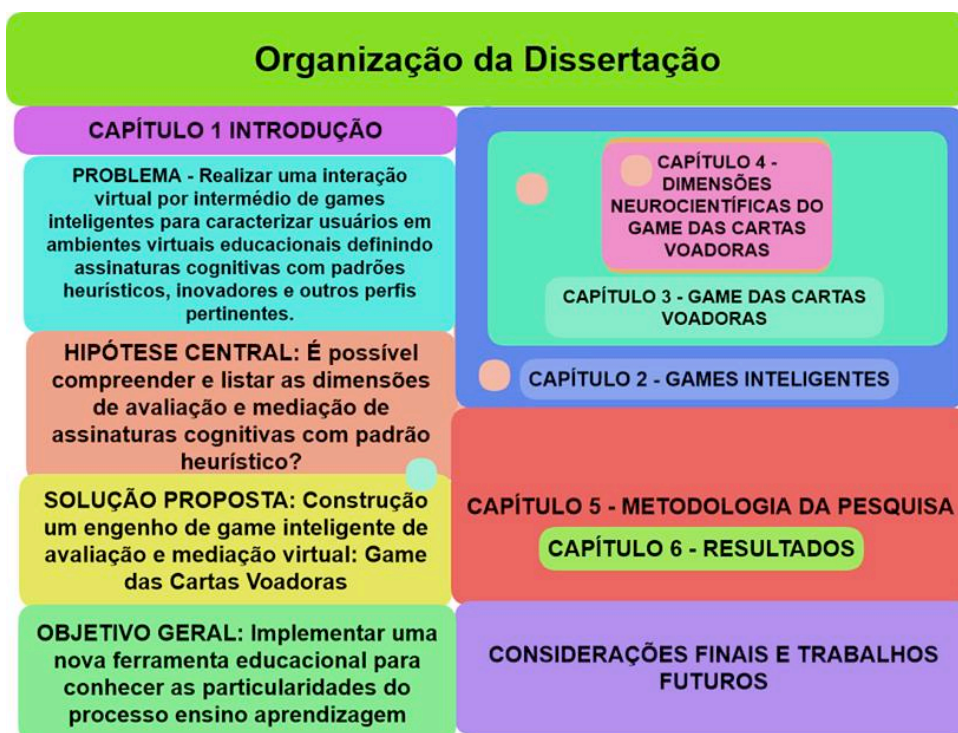 Organização da Dissertação
CAPÍTULO 1 INTRODUÇÃO
PROBLEMA - Realizar uma interação
virtual por intermédio de games
inteligentes para caracterizar usuários em
ambientes virtuais educacionais definindo
assinaturas cognitivas com padrões
heurísticos, inovadores e outros perfis
pertinentes.
HIPÓTESE CENTRAL: É possível
compreender e listar as dimensões
de avaliação e mediação de
assinaturas cognitivas com padrão
heurístico?
SOLUÇÃO PROPOSTA: Construção
um engenho de game inteligente de
avaliação e mediação virtual: Game
das Cartas Voadoras
OBJETIVO GERAL: Implementar uma
nova ferramenta educacional para
conhecer as particularidades do
processo ensino aprendizagem
CAPÍTULO 4 -
DIMENSÕES
NEUROCIENTÍFICAS DO
GAME DAS CARTAS
VOADORAS
CAPÍTULO 3 - GAME DAS CARTAS
VOADORAS
CAPÍTULO 2 - GAMES INTELIGENTES
CAPÍTULO 5 - METODOLOGIA DA PESQUISA
CAPÍTULO 6 - RESULTADOS
CONSIDERAÇÕES FINAIS E TRABALHOS
FUTUROS